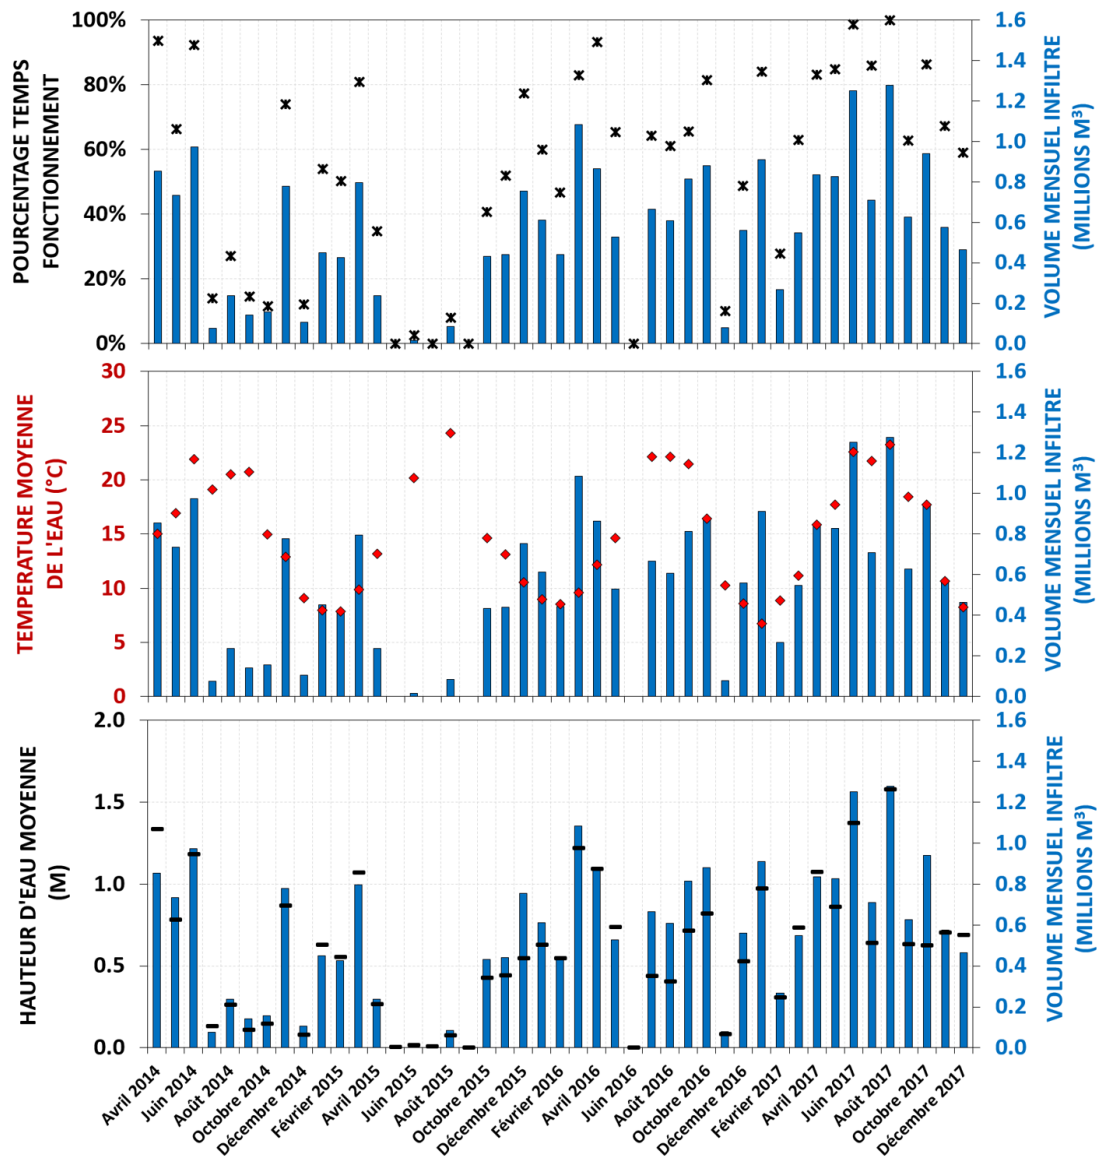 POURCENTAGE TEMPS
FONCTIONNEMENT
100%
80%
60%
40%
20%
0%
1.6
1.4
1.2
1.0
0.8
0.6
0.4
0.2
0.0
VOLUME MENSUEL INFILTRE
(MILLIONS M³)
TEMPERATURE MOYENNE
DE L'EAU (°C)
30
25
20
15
10
5
0
1.6
1.4
1.2
1.0
0.8
0.6
0.4
0.2
0.0
VOLUME MENSUEL INFILTRE
(MILLIONS M³)
HAUTEUR D'EAU MOYENNE
(M)
2.0
1.5
1.0
0.5
0.0
1.6
1.4
1.2
1.0
0.8
0.6
0.4
0.2
0.0
VOLUME MENSUEL INFILTRE
(MILLIONS M³)
Avril 2014
Juin 2014
Août 2014
Octobre 2014
Décembre 2014
Février 2015
Avril 2015
Juin 2015
Août 2015
Octobre 2015
Décembre 2015
Février 2016
Avril 2016
Juin 2016
Août 2016
Octobre 2016
Décembre 2016
Février 2017
Avril 2017
Juin 2017
Août 2017
Octobre 2017
Décembre 2017